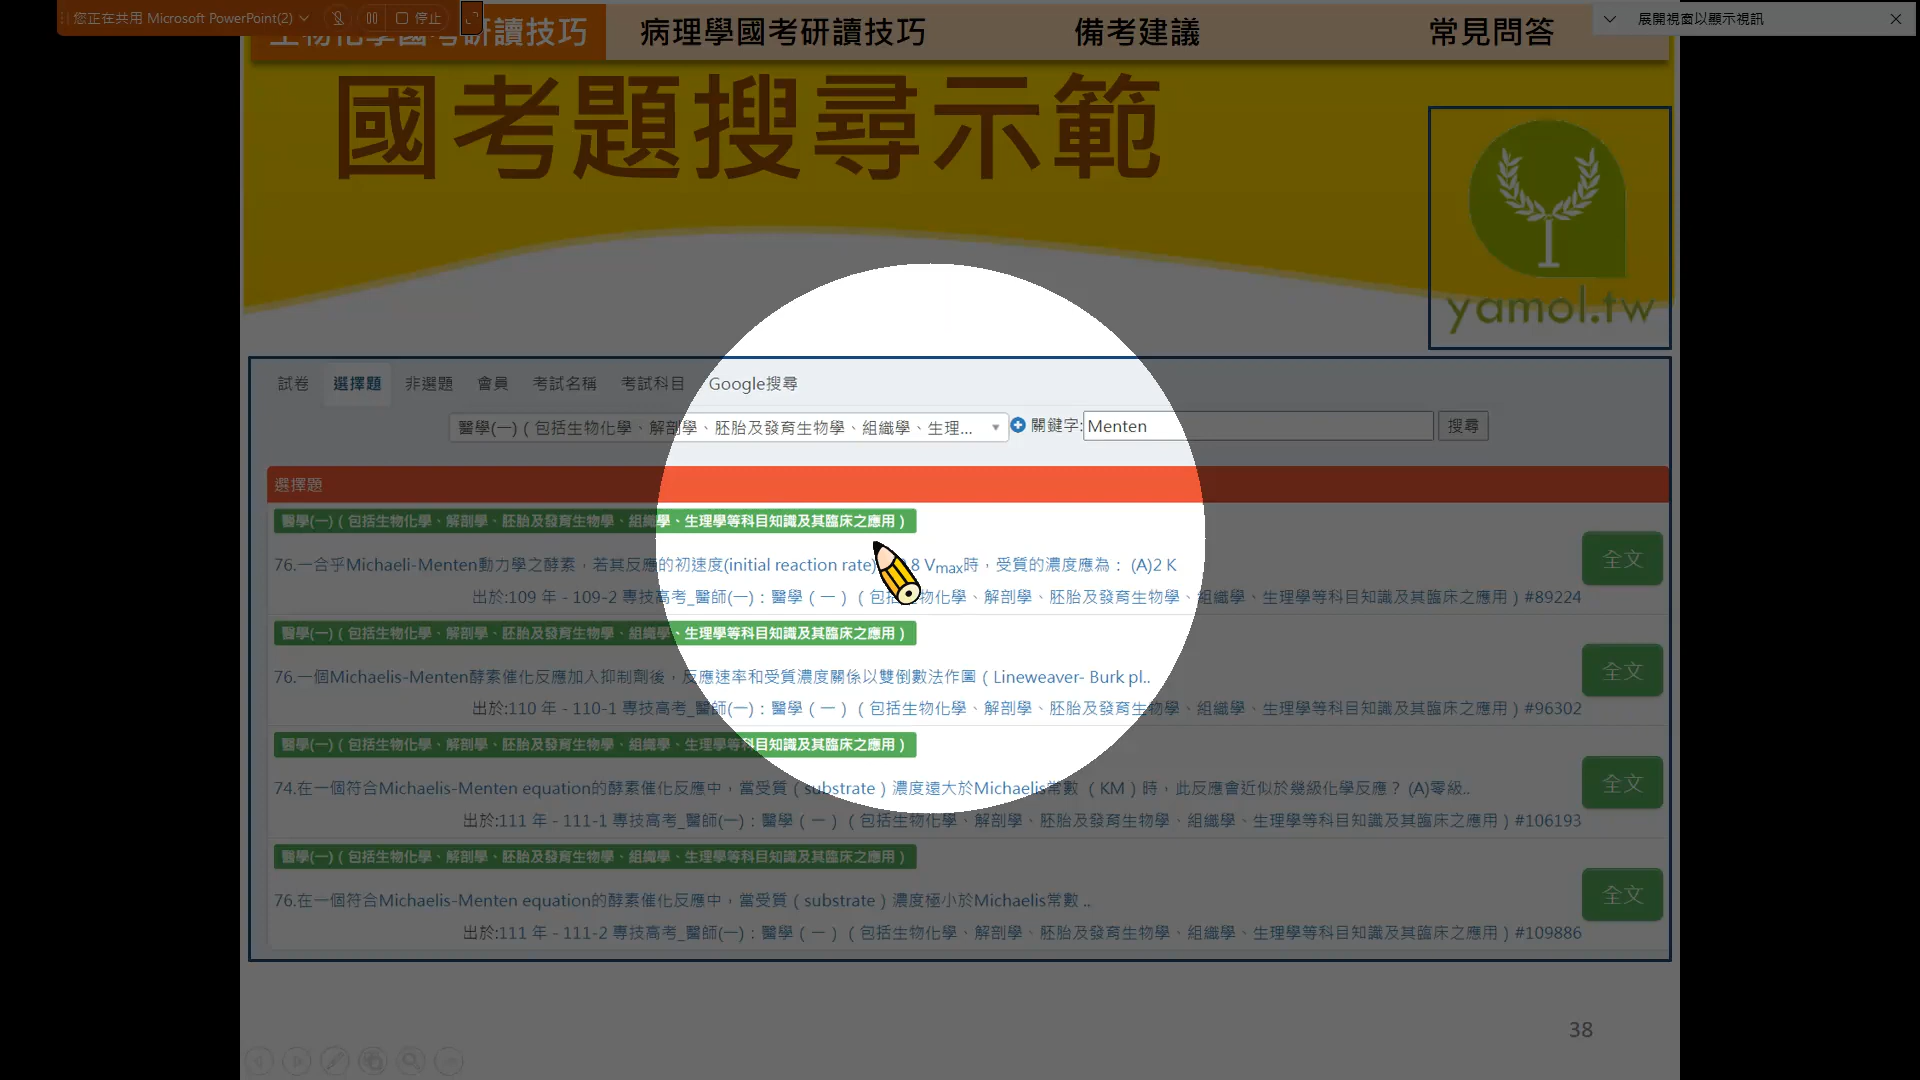 您正在共用 Microsoft PowerPoint(2)
停止
展開視窗以顯示視訊
生物化學國考研讀技巧
病理學國考研讀技巧
備考建議
常見問答
國考題搜尋示範
yamol.tw
試卷 選擇題 非選題 會員 考試名稱 考試科目 Google搜尋
醫學(一) ( 包括生物化學、解剖學、胚胎及發育生物學、組織學、生理... 關鍵字: Menten 搜尋
選擇題
醫學(一) ( 包括生物化學、解剖學、胚胎及發育生物學、組織學、生理學等科目知識及其臨床之應用 )
76.一合乎Michaeli-Menten動力學之酵素，若其反應的初速度(initial reaction rate) 8 Vmax時，受質的濃度應為： (A)2 K
全文
出於:109 年 - 109-2 專技高考_醫師(一)：醫學（一）（包括生物化學、解剖學、胚胎及發育生物學、組織學、生理學等科目知識及其臨床之應用）#89224
醫學(一) ( 包括生物化學、解剖學、胚胎及發育生物學、組織學、生理學等科目知識及其臨床之應用 )
76.一個Michaelis-Menten酵素催化反應加入抑制劑後，反應速率和受質濃度關係以雙倒數法作圖（Lineweaver- Burk pl..
全文
出於:110 年 - 110-1 專技高考_醫師(一)：醫學（一）（包括生物化學、解剖學、胚胎及發育生物學、組織學、生理學等科目知識及其臨床之應用）#96302
醫學(一) ( 包括生物化學、解剖學、胚胎及發育生物學、組織學、生理學等科目知識及其臨床之應用 )
74.在一個符合Michaelis-Menten equation的酵素催化反應中，當受質（substrate）濃度遠大於Michaelis常數 （KM）時，此反應會近似於幾級化學反應？ (A)零級..
全文
出於:111 年 - 111-1 專技高考_醫師(一)：醫學（一）（包括生物化學、解剖學、胚胎及發育生物學、組織學、生理學等科目知識及其臨床之應用）#106193
醫學(一) ( 包括生物化學、解剖學、胚胎及發育生物學、組織學、生理學等科目知識及其臨床之應用 )
76.在一個符合Michaelis-Menten equation的酵素催化反應中，當受質（substrate）濃度極小於Michaelis常數 ..
全文
出於:111 年 - 111-2 專技高考_醫師(一)：醫學（一）（包括生物化學、解剖學、胚胎及發育生物學、組織學、生理學等科目知識及其臨床之應用）#109886
38